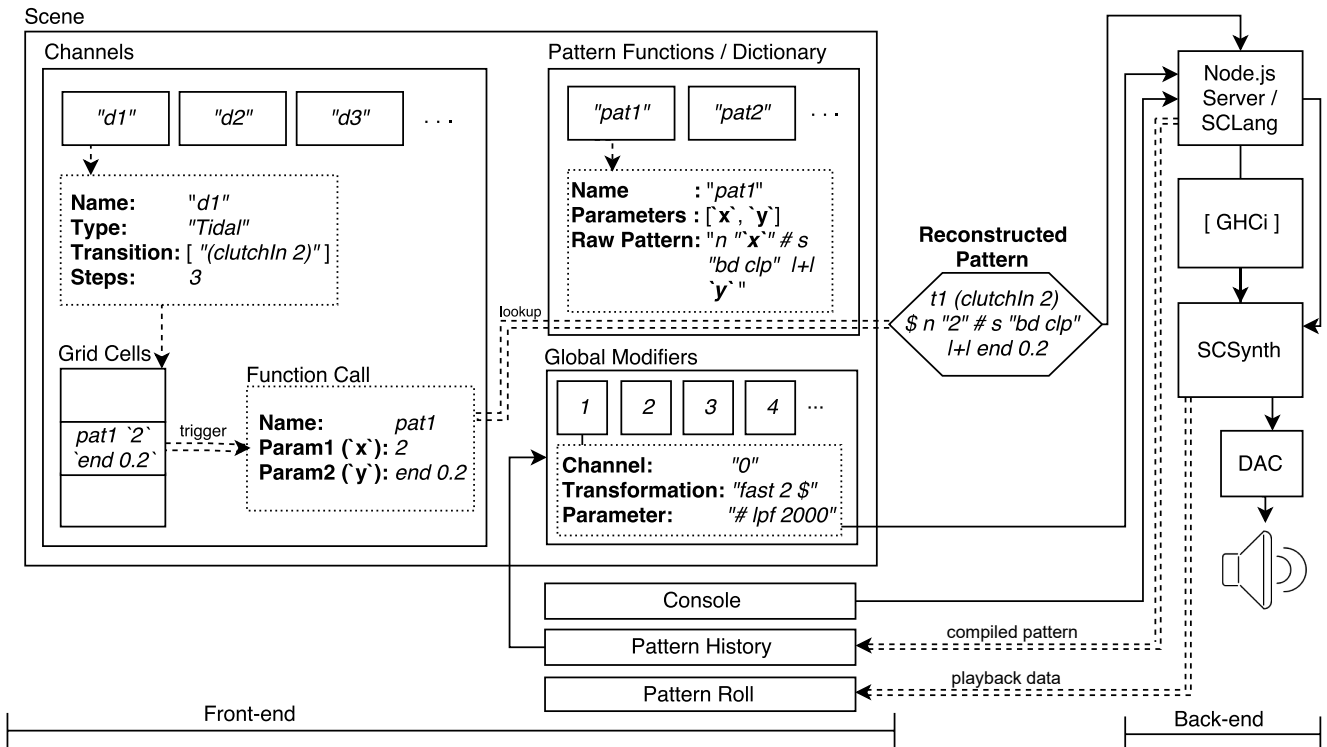 Scene
Channels
"d1"
"d2"
"d3"
. . .
Name: "d1"
Type: "Tidal"
Transition: [ "(clutchIn 2)" ]
Steps: 3
Grid Cells
pat1 `2`
`end 0.2`
trigger
Function Call
Name: pat1
Param1 (`x`): 2
Param2 (`y`): end 0.2
Pattern Functions / Dictionary
"pat1"
"pat2"
. . .
Name : "pat1"
Parameters : [`x`, `y`]
Raw Pattern: "n "`x`" # s
"bd clp" |+|
`y` "
lookup
Global Modifiers
1
2
3
4
...
Channel: "0"
Transformation: "fast 2 $"
Parameter: "# lpf 2000"
Console
Pattern History
Pattern Roll
compiled pattern
playback data
Reconstructed
Pattern
t1 (clutchIn 2)
$ n "2" # s "bd clp"
|+| end 0.2
Node.js
Server /
SCLang
[ GHCi ]
SCSynth
DAC
Front-end
Back-end